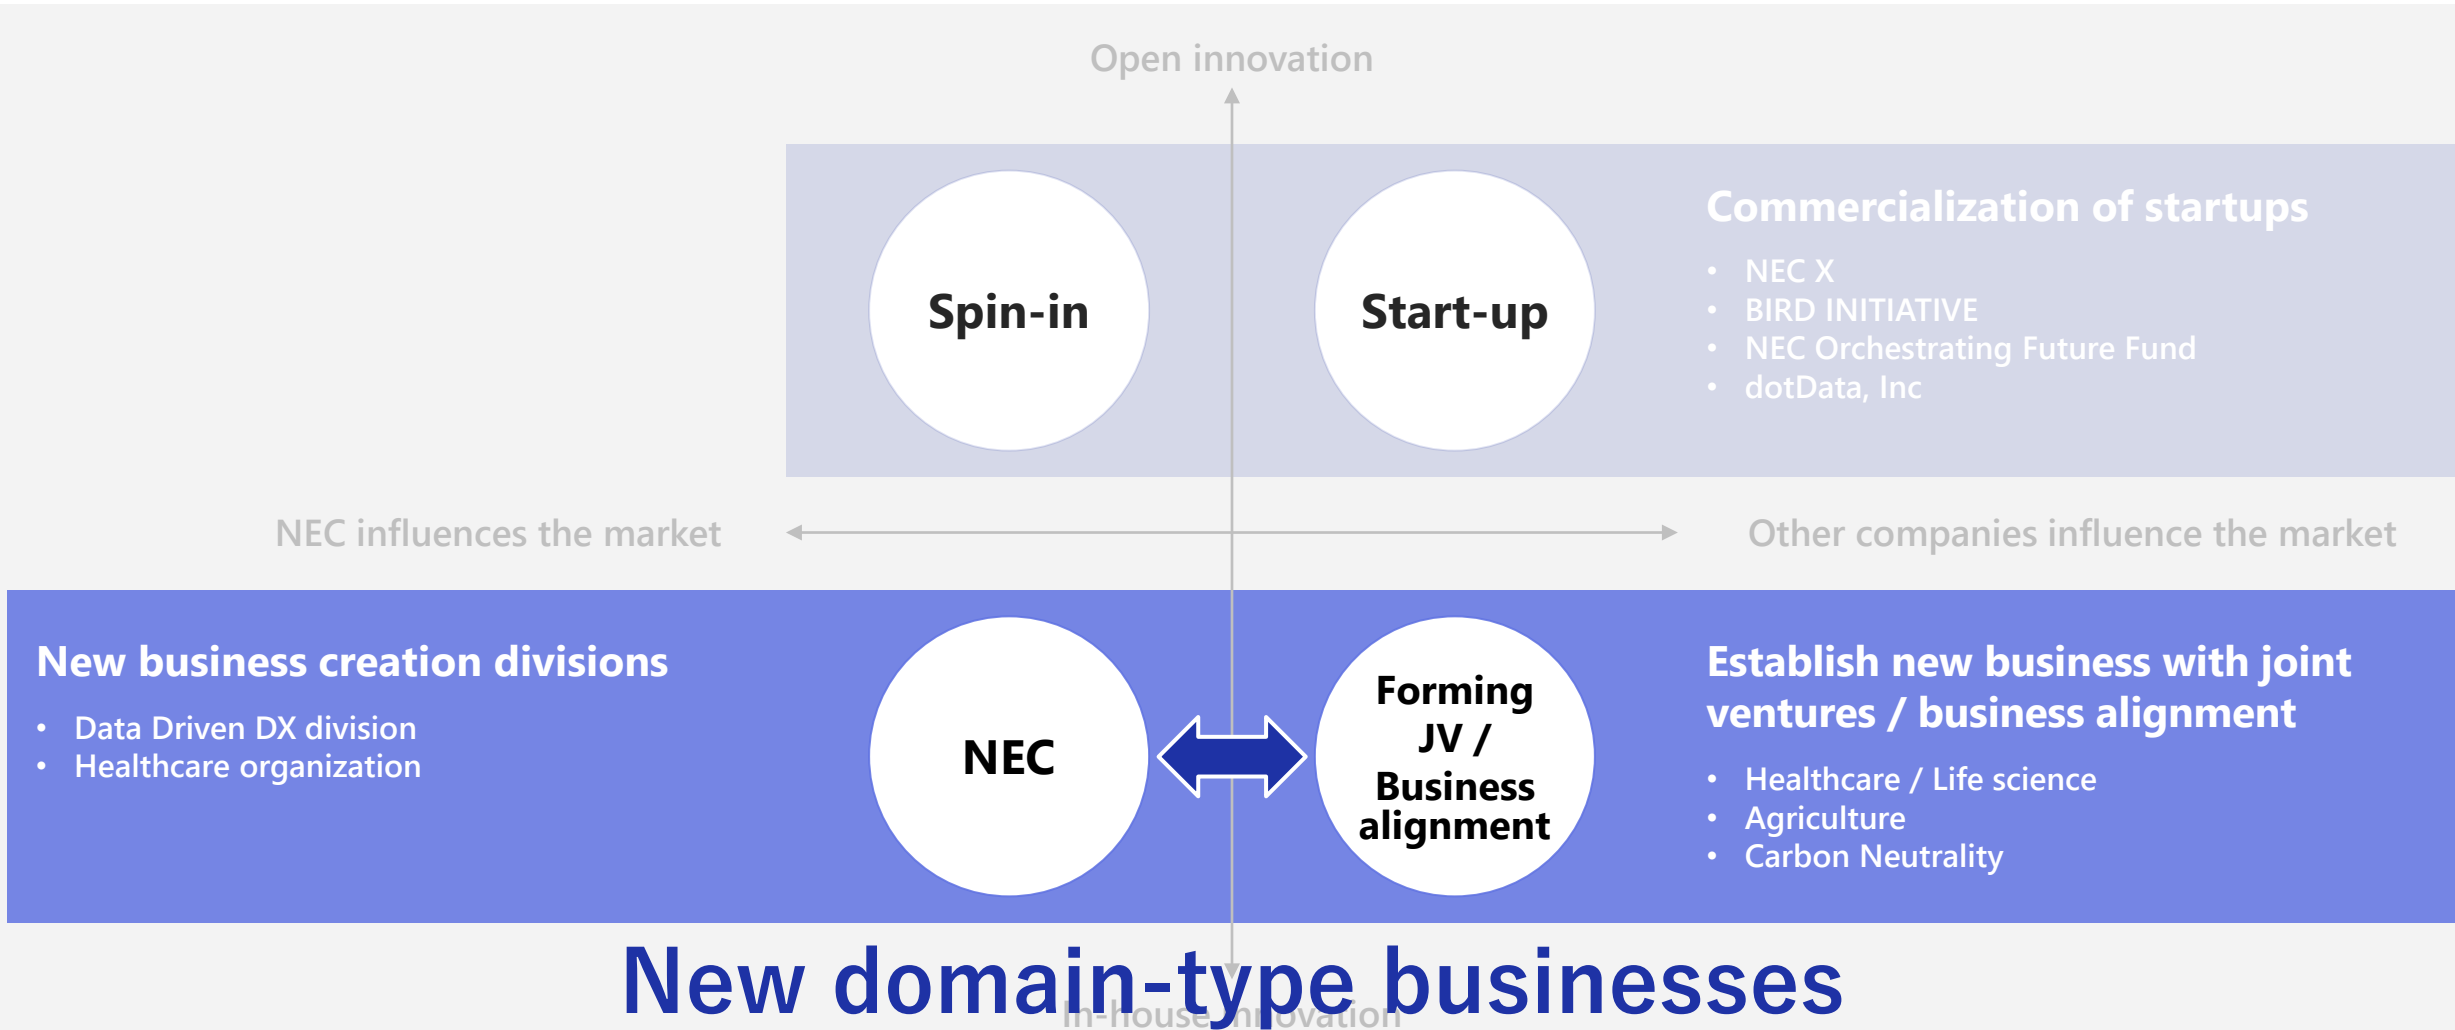 Open innovation
Spin-in
Start-up
Commercialization of startups
• NEC X
• BIRD INITIATIVE
• NEC Orchestrating Future Fund
• dotData, Inc
NEC influences the market
Other companies influence the market
New business creation divisions
• Data Driven DX division
• Healthcare organization
NEC
Forming
JV /
Business
alignment
Establish new business with joint
ventures / business alignment
• Healthcare / Life science
• Agriculture
• Carbon Neutrality
New domain-type businesses
In-house innovation